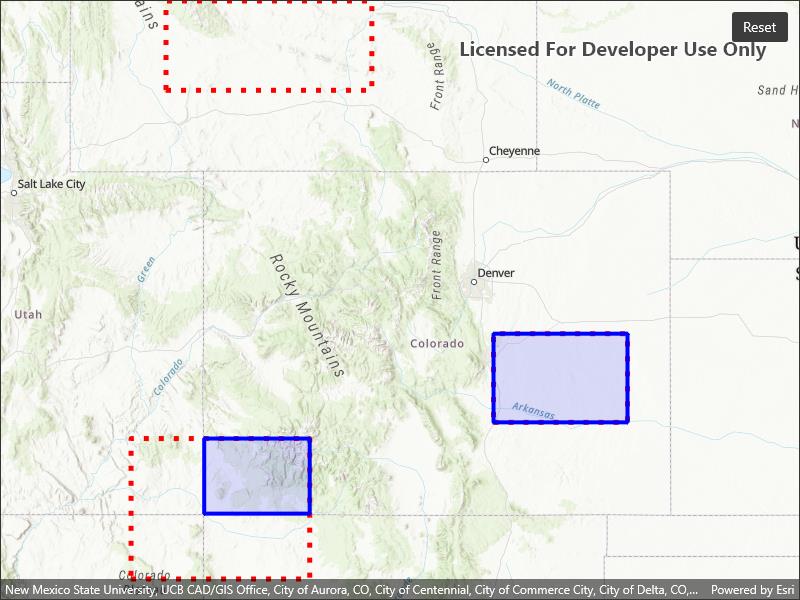 ains
Reset
Licensed For Developer Use Only
Front Range
North Platte
Sand H
N
Cheyenne
Salt Lake City
U
S
Green
Rocky Mountains
Front Range
Denver
Utah
Colorado
Colorado
Arkansas
Colorado
New Mexico State University, UCB CAD/GIS Office, City of Aurora, CO, City of Centennial, City of Commerce City, City of Delta, CO,... Powered by Esri